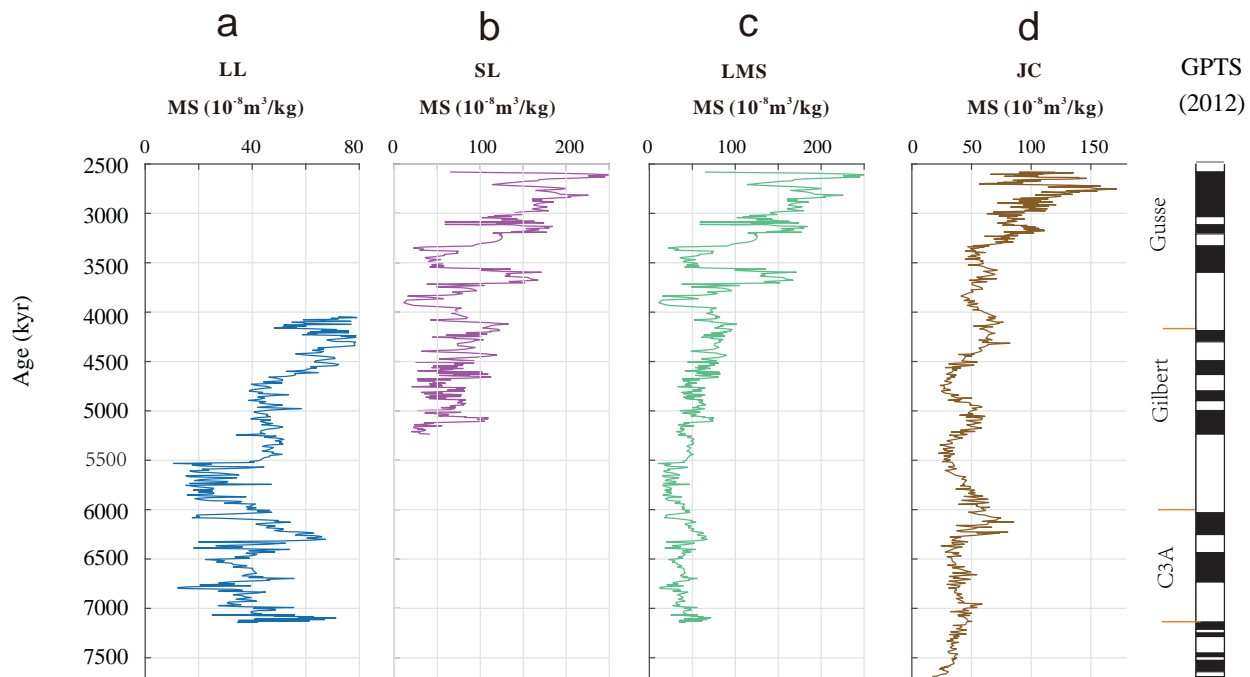 a
b
c
d
LL
SL
LMS
JC
GPTS
(2012)
MS (10⁻⁸m³/kg)
MS (10⁻⁸m³/kg)
MS (10⁻⁸m³/kg)
MS (10⁻⁸m³/kg)
0 40 80
0 100 200
0 100 200
0 50 100 150
Age (kyr)
2500
3000
3500
4000
4500
5000
5500
6000
6500
7000
7500
Gusse
Gilbert
C3A